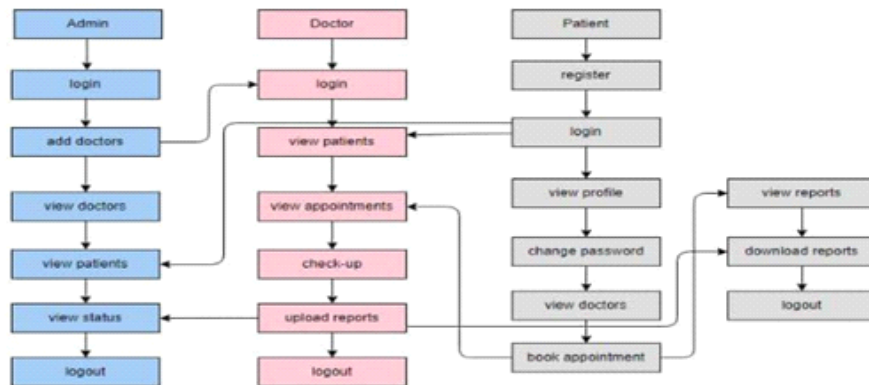 Admin
login
add doctors
view doctors
view patients
view status
logout
Doctor
login
view patients
view appointments
check-up
upload reports
logout
Patient
register
login
view profile
change password
view doctors
book appointment
view reports
download reports
logout